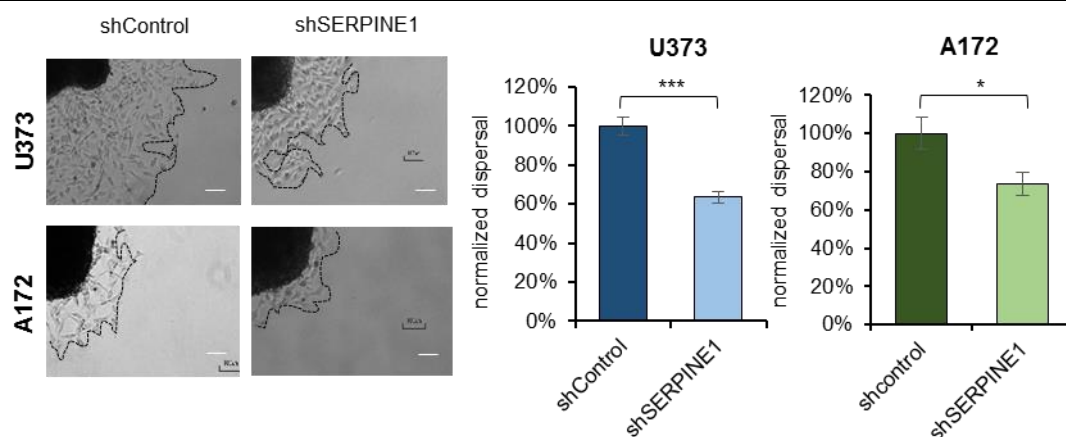 shControl
shSERPINE1
U373
A172
U373
normalized dispersal
120%
100%
80%
60%
40%
20%
0%
***
shControl
shSERPINE1
A172
normalized dispersal
120%
100%
80%
60%
40%
20%
0%
*
shcontrol
shSERPINE1